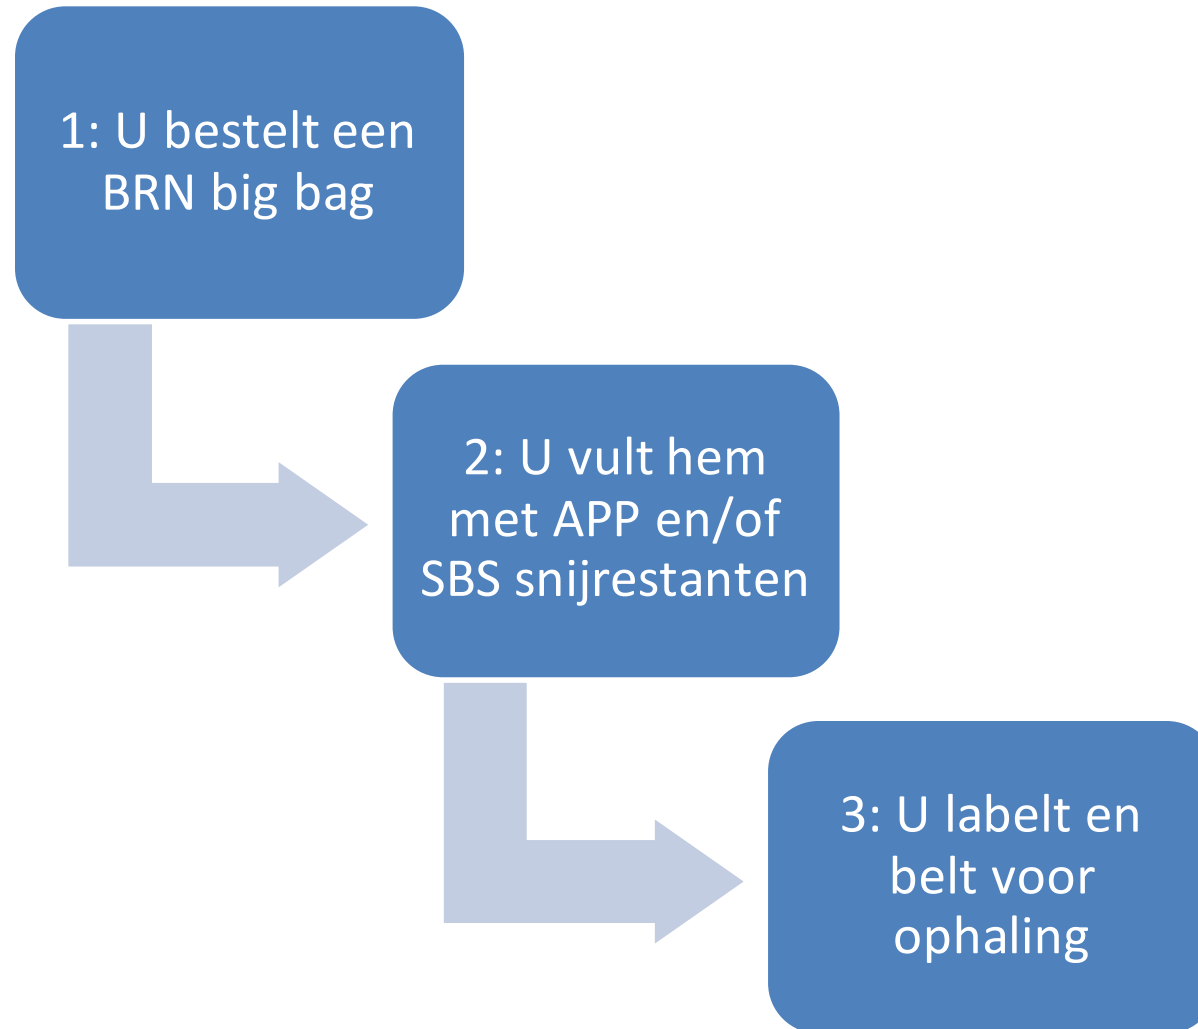 1: U bestelt een
BRN big bag
2: U vult hem
met APP en/of
SBS snijrestanten
3: U labelt en
belt voor
ophaling